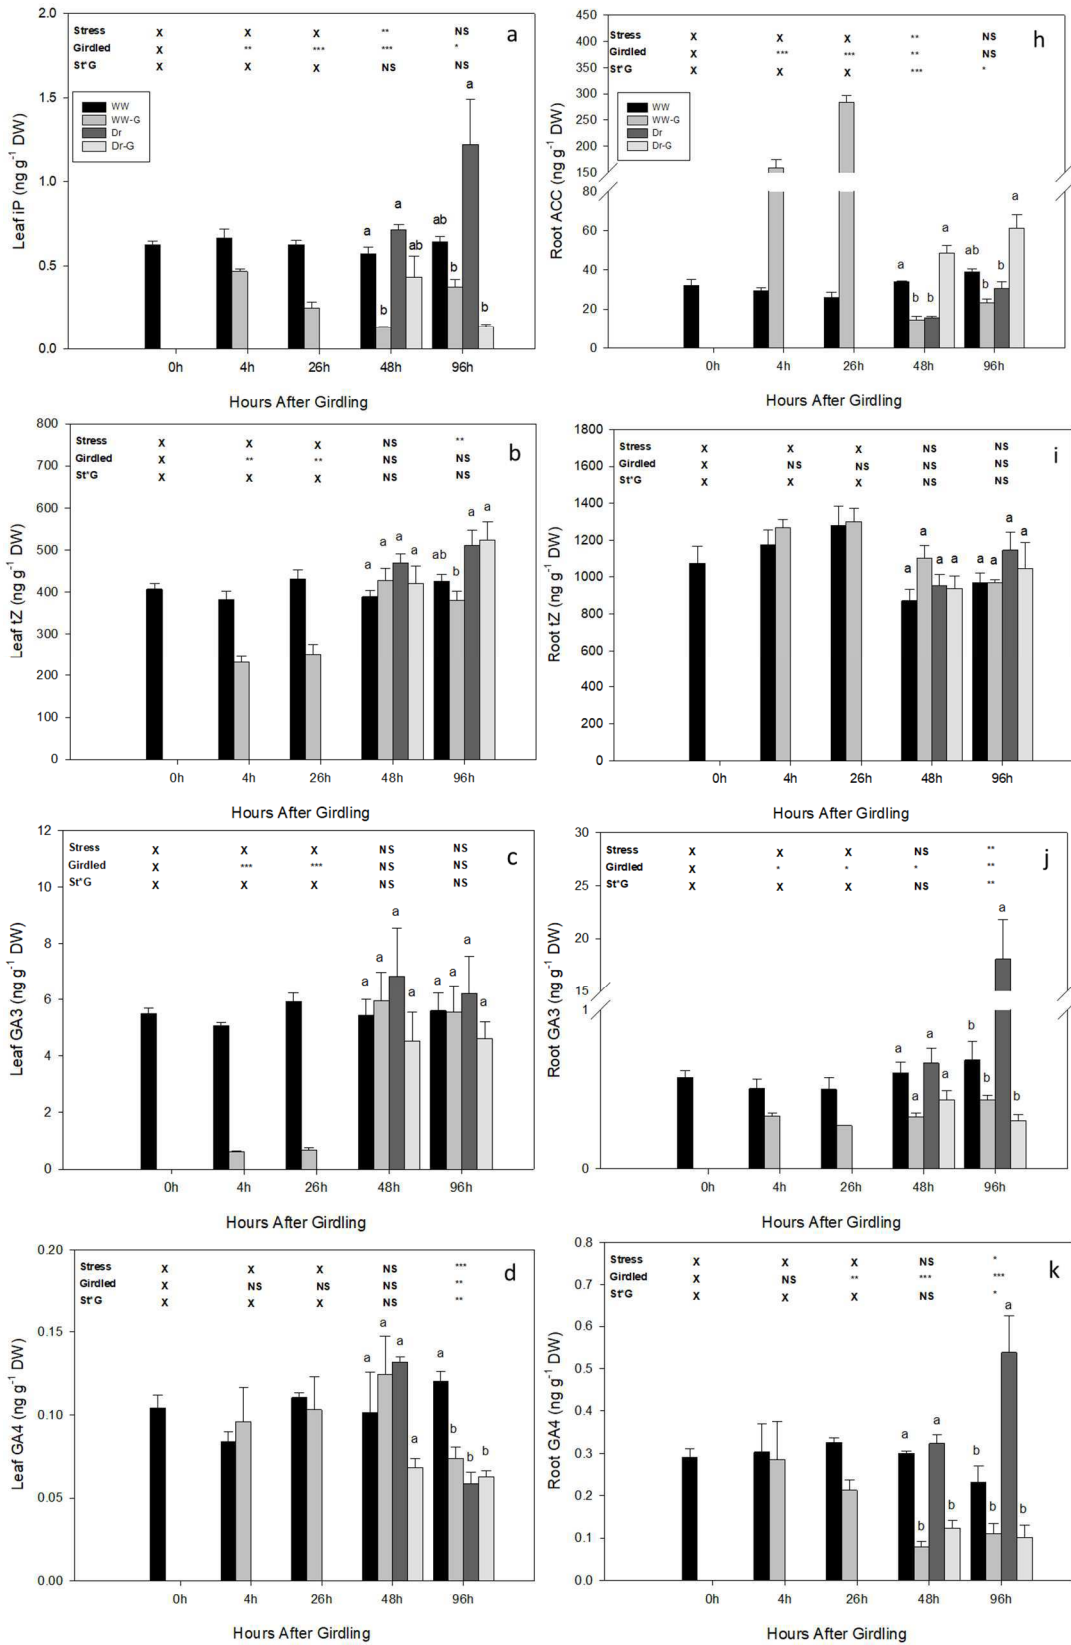 a
Stress X X X ** NS
Girdled X ** *** *** *
St*G X X X NS NS
WW
WW-G
Dr
Dr-G
2.0
1.5
1.0
0.5
0.0
Leaf iP (ng g-1 DW)
a b a ab
ab b a b
0h 4h 26h 48h 96h
Hours After Girdling
h
Stress X X X ** NS
Girdled X *** *** ** NS
St*G X X X *** *
WW
WW-G
Dr
Dr-G
450
400
350
300
250
200
150
80
60
40
20
0
Root ACC (ng g-1 DW)
a b b a
ab b b a
0h 4h 26h 48h 96h
Hours After Girdling
b
Stress X X X NS **
Girdled X ** ** NS NS
St*G X X X NS NS
800
700
600
500
400
300
200
100
0
Leaf tZ (ng g-1 DW)
a a a a
ab b a a
0h 4h 26h 48h 96h
Hours After Girdling
i
Stress X X X NS NS
Girdled X NS NS NS NS
St*G X X X NS NS
1800
1600
1400
1200
1000
800
600
400
200
0
Root tZ (ng g-1 DW)
a a a a
a a a a
0h 4h 26h 48h 96h
Hours After Girdling
c
Stress X X X NS NS
Girdled X *** *** NS NS
St*G X X X NS NS
12
10
8
6
4
2
0
Leaf GA3 (ng g-1 DW)
a a a a
a a a a
0h 4h 26h 48h 96h
Hours After Girdling
j
Stress X X X NS **
Girdled X * * * **
St*G X X X NS **
30
25
20
15
1
0
Root GA3 (ng g-1 DW)
a a a a
b b a b
0h 4h 26h 48h 96h
Hours After Girdling
d
Stress X X X NS ***
Girdled X NS NS NS **
St*G X X X NS **
0.20
0.15
0.10
0.05
0.00
Leaf GA4 (ng g-1 DW)
a a a a
a b b b
0h 4h 26h 48h 96h
Hours After Girdling
k
Stress X X X NS *
Girdled X NS ** *** ***
St*G X X X NS *
0.8
0.7
0.6
0.5
0.4
0.3
0.2
0.1
0.0
Root GA4 (ng g-1 DW)
a b a b
b b a b
0h 4h 26h 48h 96h
Hours After Girdling